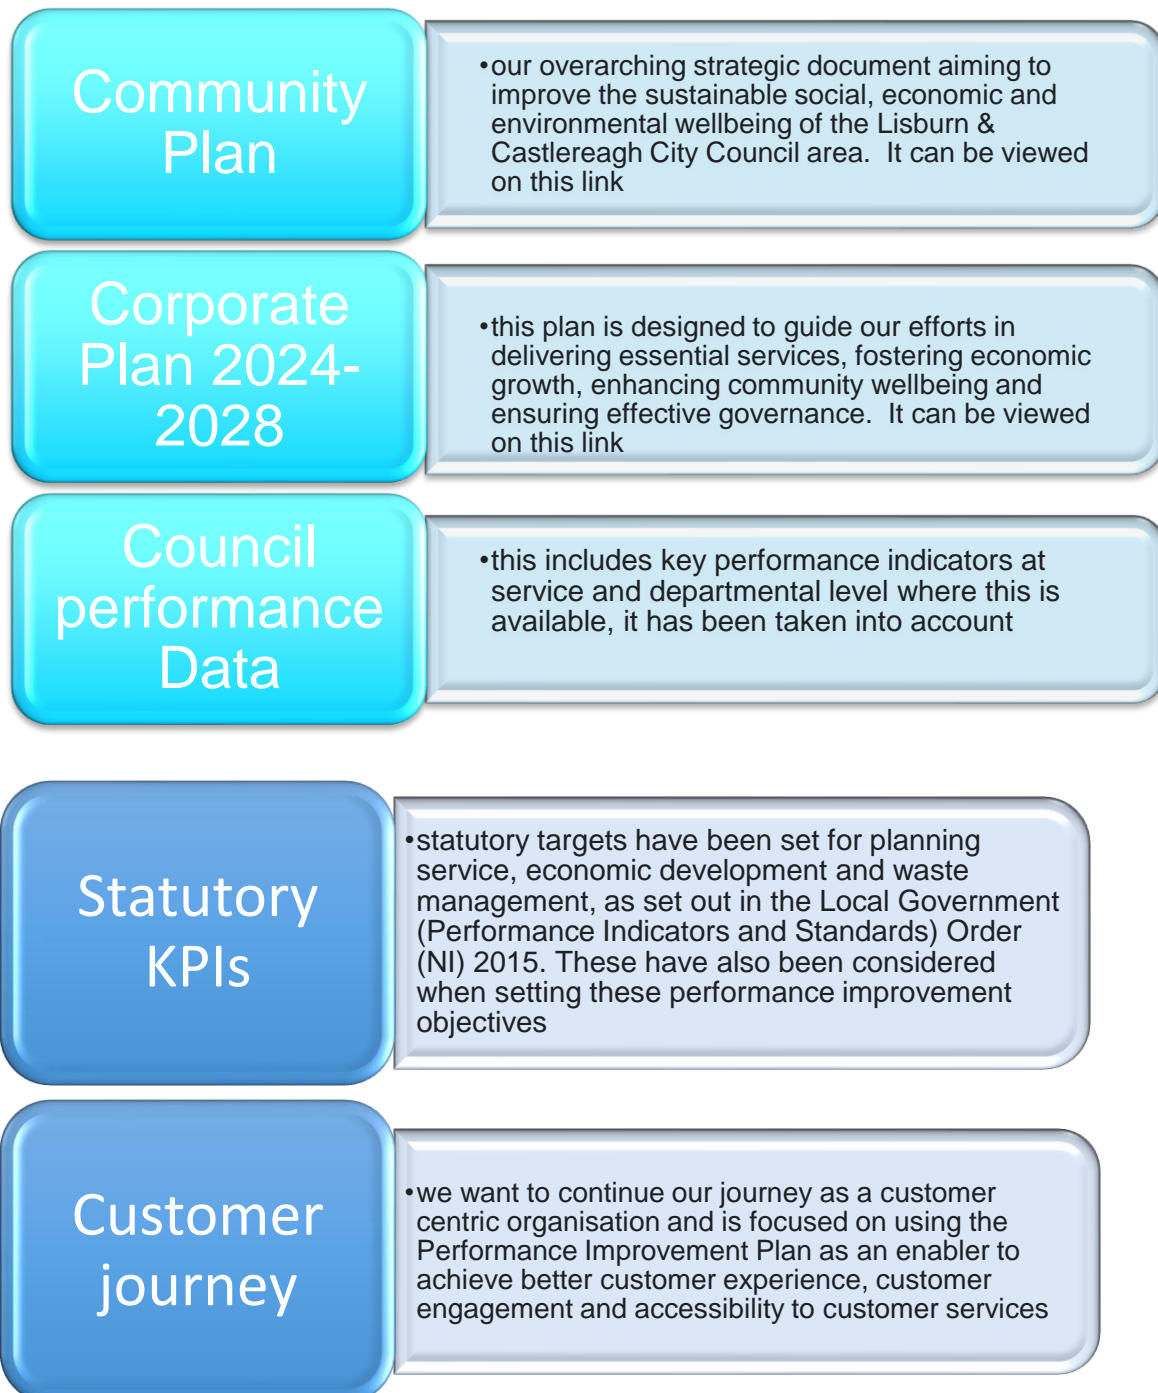 Community
Plan
•our overarching strategic document aiming to
improve the sustainable social, economic and
environmental wellbeing of the Lisburn &
Castlereagh City Council area.  It can be viewed
on this link
Corporate
Plan 2024-
2028
•this plan is designed to guide our efforts in
delivering essential services, fostering economic
growth, enhancing community wellbeing and
ensuring effective governance.  It can be viewed
on this link
Council
performance
Data
•this includes key performance indicators at
service and departmental level where this is
available, it has been taken into account
Statutory
KPIs
•statutory targets have been set for planning
service, economic development and waste
management, as set out in the Local Government
(Performance Indicators and Standards) Order
(NI) 2015. These have also been considered
when setting these performance improvement
objectives
Customer
journey
•we want to continue our journey as a customer
centric organisation and is focused on using the
Performance Improvement Plan as an enabler to
achieve better customer experience, customer
engagement and accessibility to customer services